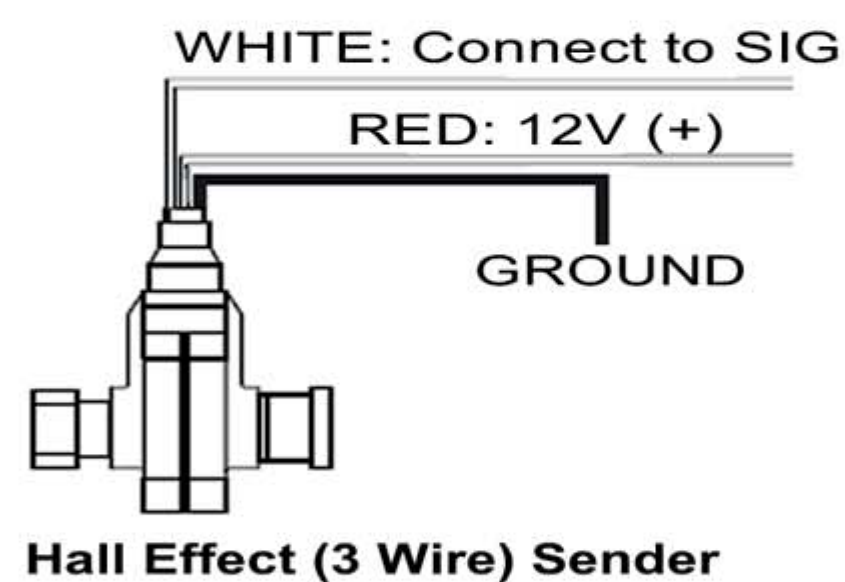 WHITE: Connect to SIG
RED: 12V (+)
GROUND
Hall Effect (3 Wire) Sender